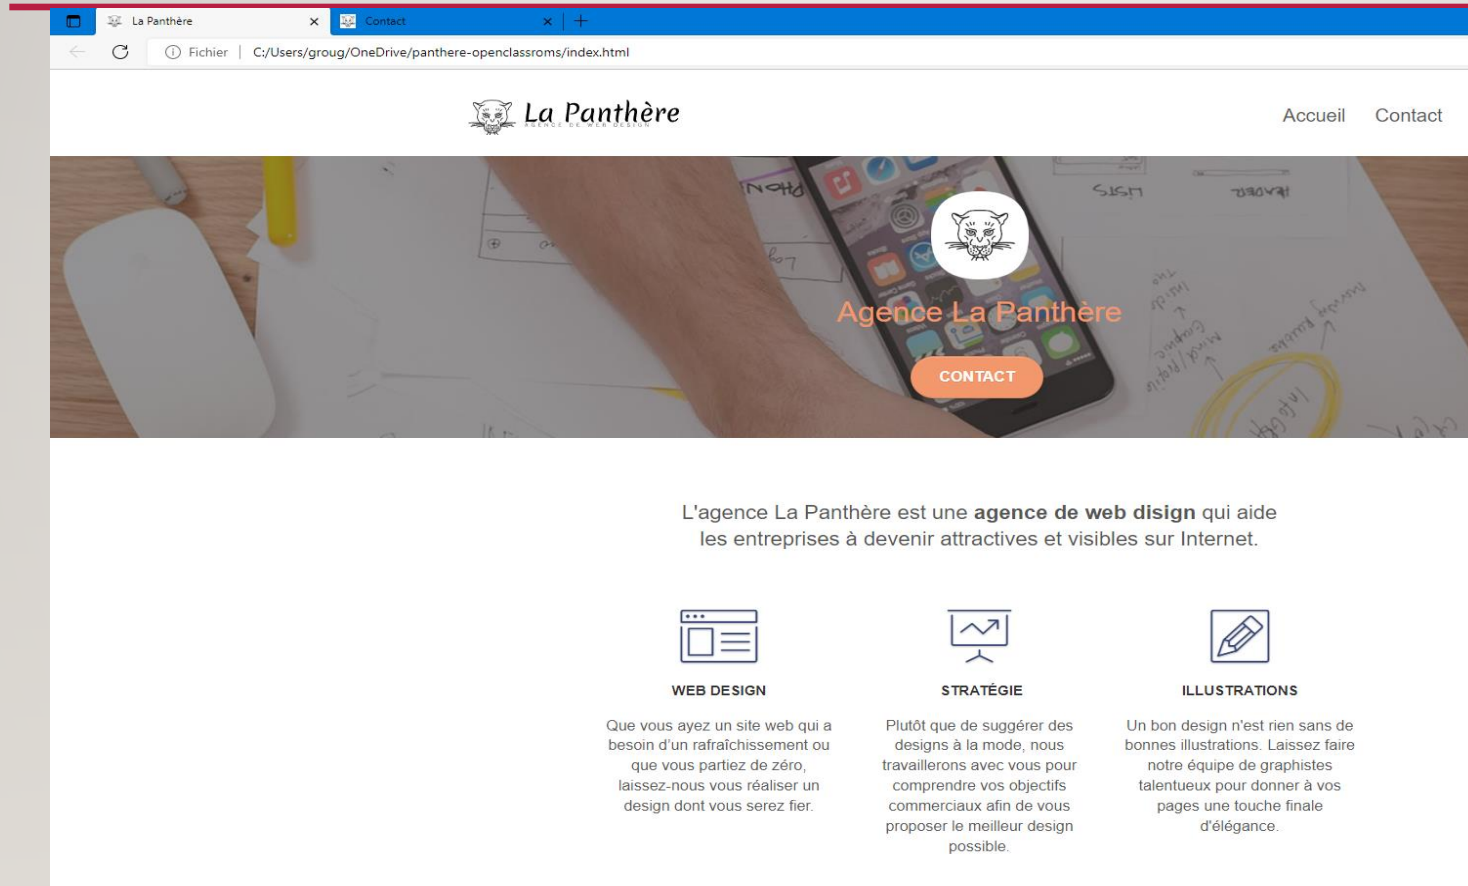 La Panthère
Contact
Fichier
C:/Users/groug/OneDrive/panthere-openclassroms/index.html
La Panthère
AGENCE DE WEB DESIGN
Accueil
Contact
LISTS
HEADER
Agence La Panthère
CONTACT
L'agence La Panthère est une agence de web disign qui aide
les entreprises à devenir attractives et visibles sur Internet.
WEB DESIGN
Que vous ayez un site web qui a
besoin d'un rafraîchissement ou
que vous partiez de zéro,
laissez-nous vous réaliser un
design dont vous serez fier.
STRATÉGIE
Plutôt que de suggérer des
designs à la mode, nous
travaillerons avec vous pour
comprendre vos objectifs
commerciaux afin de vous
proposer le meilleur design
possible.
ILLUSTRATIONS
Un bon design n'est rien sans de
bonnes illustrations. Laissez faire
notre équipe de graphistes
talentueux pour donner à vos
pages une touche finale
d'élégance.